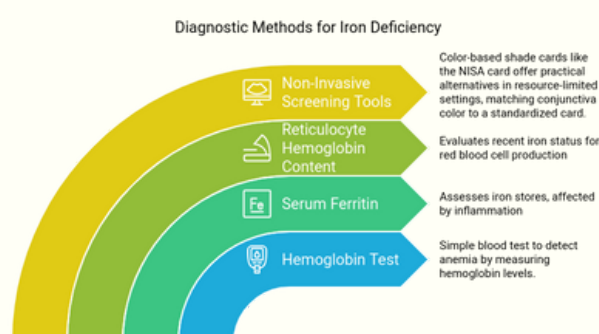 Diagnostic Methods for Iron Deficiency
Non-Invasive
Screening Tools
Color-based shade cards like
the NISA card offer practical
alternatives in resource-limited
settings, matching conjunctiva
color to a standardized card.
Reticulocyte
Hemoglobin
Content
Evaluates recent iron status for
red blood cell production
Fe
Serum Ferritin
Assesses iron stores, affected
by inflammation
Hemoglobin Test
Simple blood test to detect
anemia by measuring
hemoglobin levels.